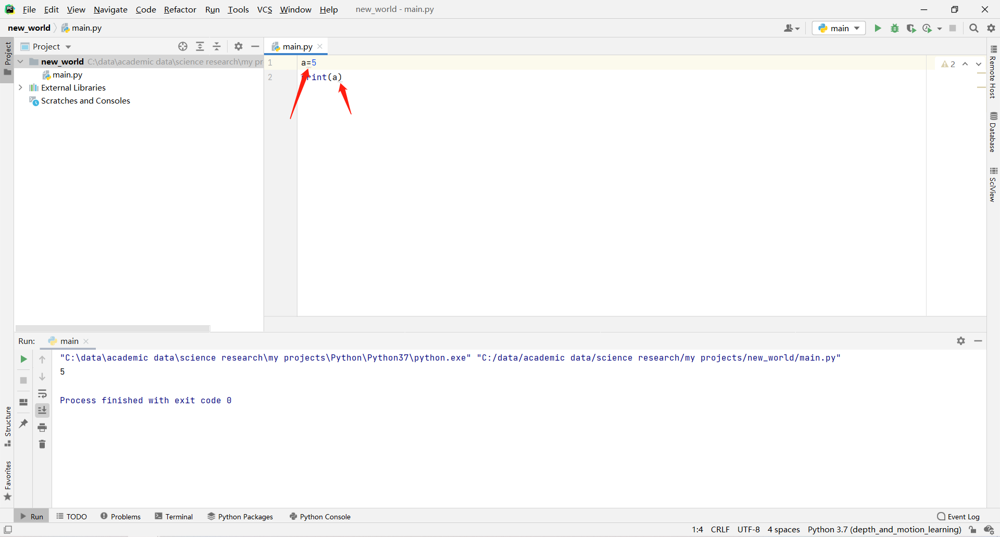 File Edit View Navigate Code Refactor Run Tools VCS Window Help new_world - main.py
new_world main.py main
Project
Project main.py
new_world C:\data\academic data\science research\my pr
main.py
External Libraries
Scratches and Consoles
1 a=5
2 rint(a)
2
Remote Host
Database
SciView
Run: main
"C:\data\academic data\science research\my projects\Python\Python37\python.exe" "C:/data/academic data/science research/my projects/new_world/main.py"
5
Process finished with exit code 0
Structure
Favorites
Run TODO Problems Terminal Python Packages Python Console Event Log
1:4 CRLF UTF-8 4 spaces Python 3.7 (depth_and_motion_learning)